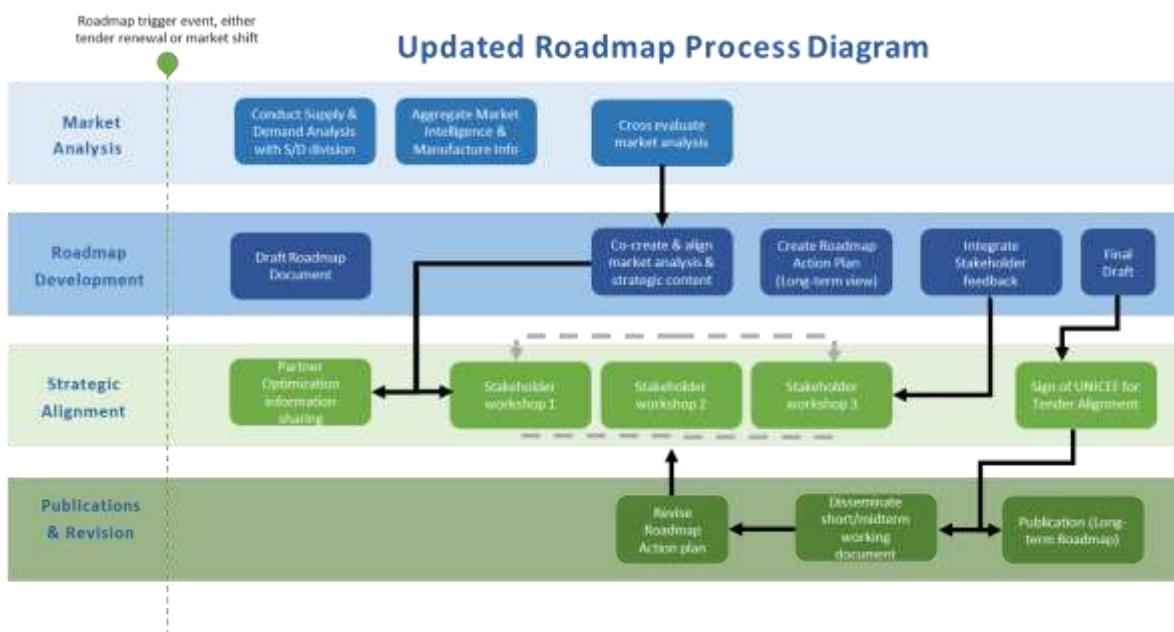 Roadmap trigger event, either
tender renewal or market shift
Updated Roadmap Process Diagram
Market
Analysis
Conduct Supply &
Demand Analysis
with S/D division
Aggregate Market
Intelligence &
Manufacture Info
Cross evaluate
market analysis
Roadmap
Development
Draft Roadmap
Document
Co-create & align
market analysis &
strategic content
Create Roadmap
Action Plan
(Long-term view)
Integrate
Stakeholder
feedback
Final
Draft
Strategic
Alignment
Partner
Optimization
information
sharing
Stakeholder
workshop 1
Stakeholder
workshop 2
Stakeholder
workshop 3
Sign of UNICEF for
Tender Alignment
Publications
& Revision
Revise
Roadmap
Action plan
Disseminate
short/midterm
working
document
Publication (Long-
term Roadmap)